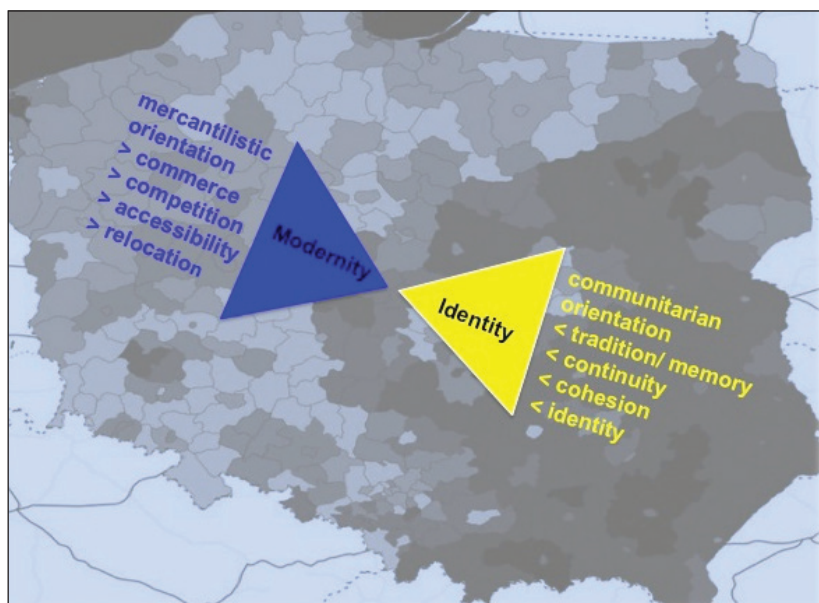 mercantilistic
orientation
> commerce
> competition
> accessibility
> relocation
Modernity
Identity
communitarian
orientation
< tradition/ memory
< continuity
< cohesion
< identity